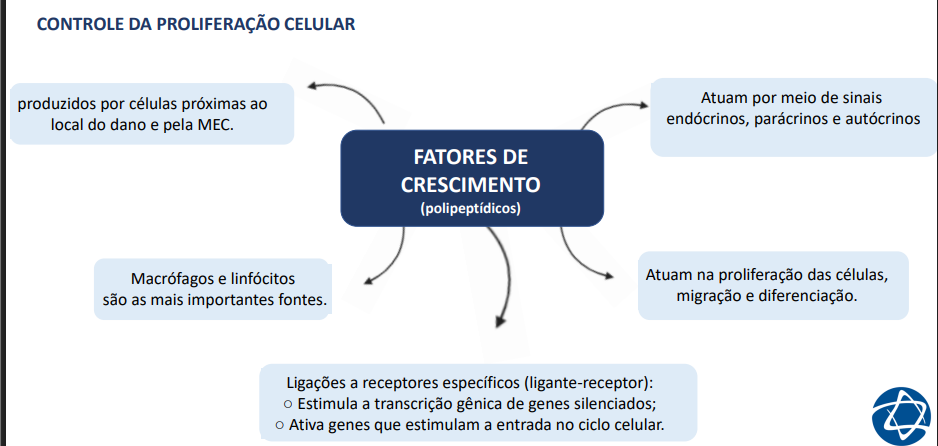 CONTROLE DA PROLIFERAÇÃO CELULAR
produzidos por células próximas ao
local do dano e pela MEC.
Atuam por meio de sinais
endócrinos, parácrinos e autócrinos
FATORES DE
CRESCIMENTO
(polipeptídicos)
Macrófagos e linfócitos
são as mais importantes fontes.
Atuam na proliferação das células,
migração e diferenciação.
Ligações a receptores específicos (ligante-receptor):
○ Estimula a transcrição gênica de genes silenciados;
○ Ativa genes que estimulam a entrada no ciclo celular.